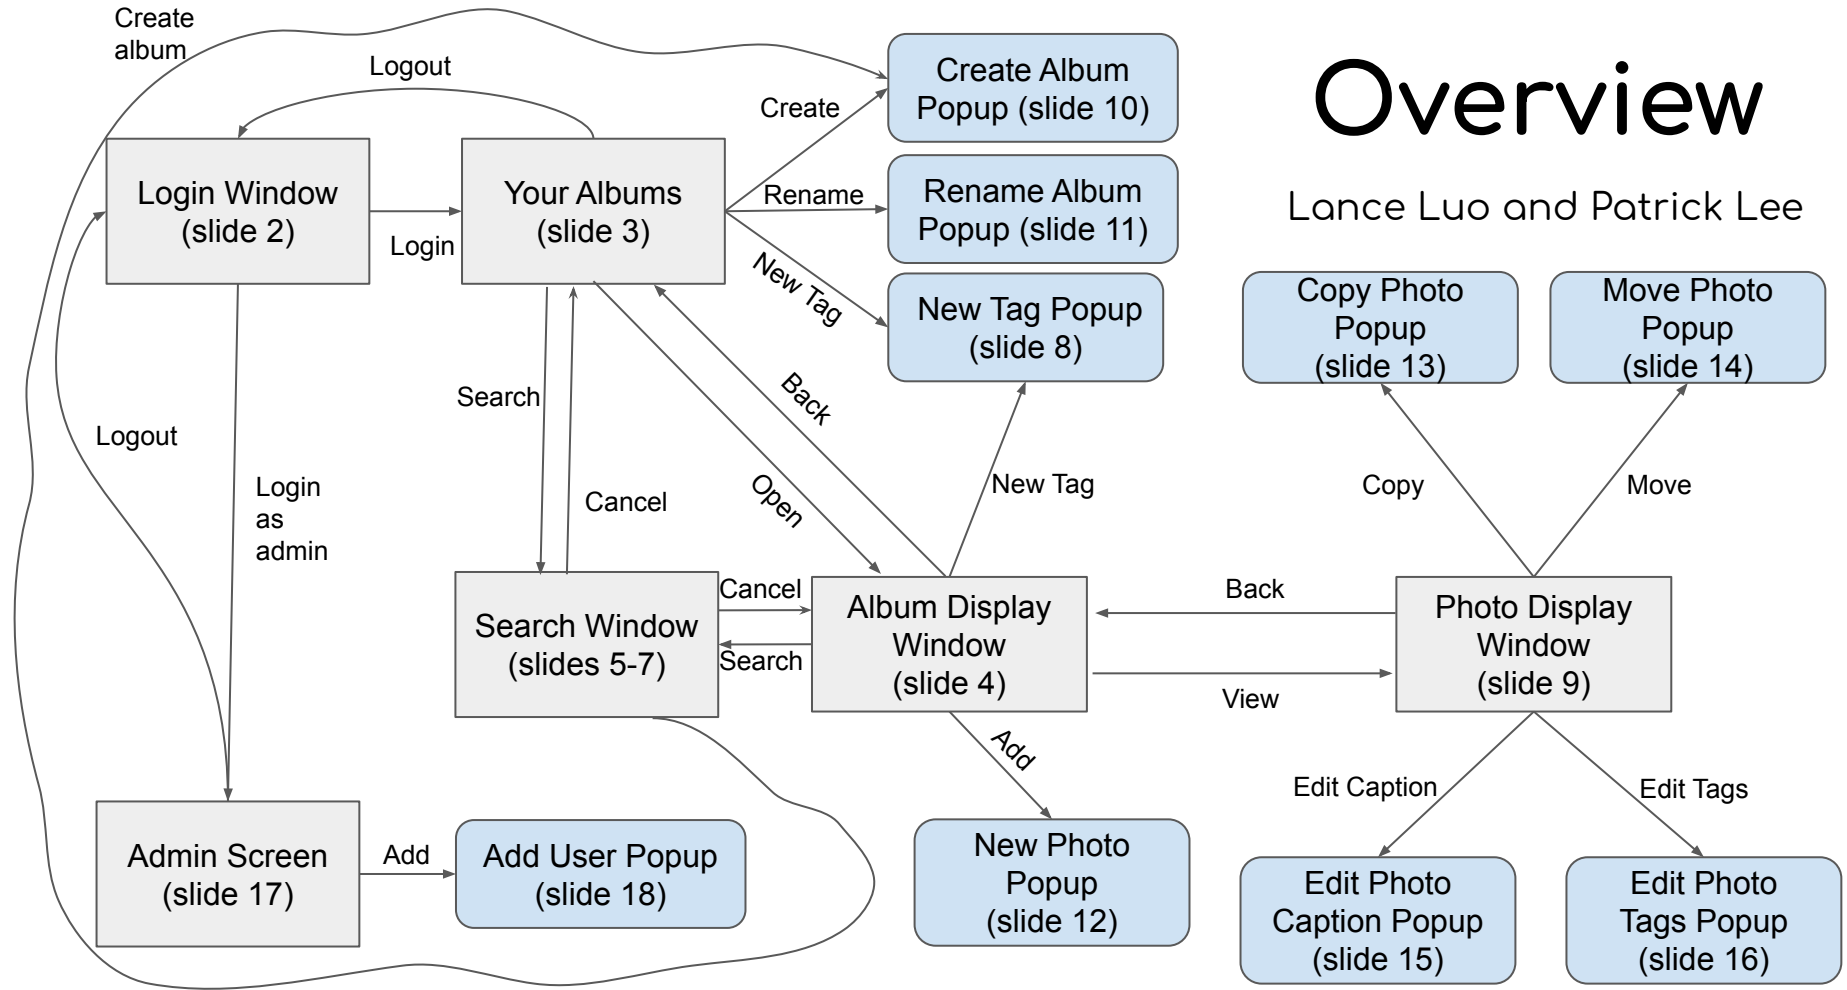 Create
album
Logout
Create Album
Popup (slide 10)
Overview
Create
Login Window
(slide 2)
Your Albums
(slide 3)
Login
Rename
Rename Album
Popup (slide 11)
Lance Luo and Patrick Lee
New Tag
New Tag Popup
(slide 8)
Copy Photo
Popup
(slide 13)
Move Photo
Popup
(slide 14)
Search
Back
Logout
Login
as
admin
Cancel
Open
New Tag
Copy
Move
Search Window
(slides 5-7)
Cancel
Search
Album Display
Window
(slide 4)
Back
View
Photo Display
Window
(slide 9)
Add
Edit Caption
Edit Tags
Admin Screen
(slide 17)
Add
Add User Popup
(slide 18)
New Photo
Popup
(slide 12)
Edit Photo
Caption Popup
(slide 15)
Edit Photo
Tags Popup
(slide 16)